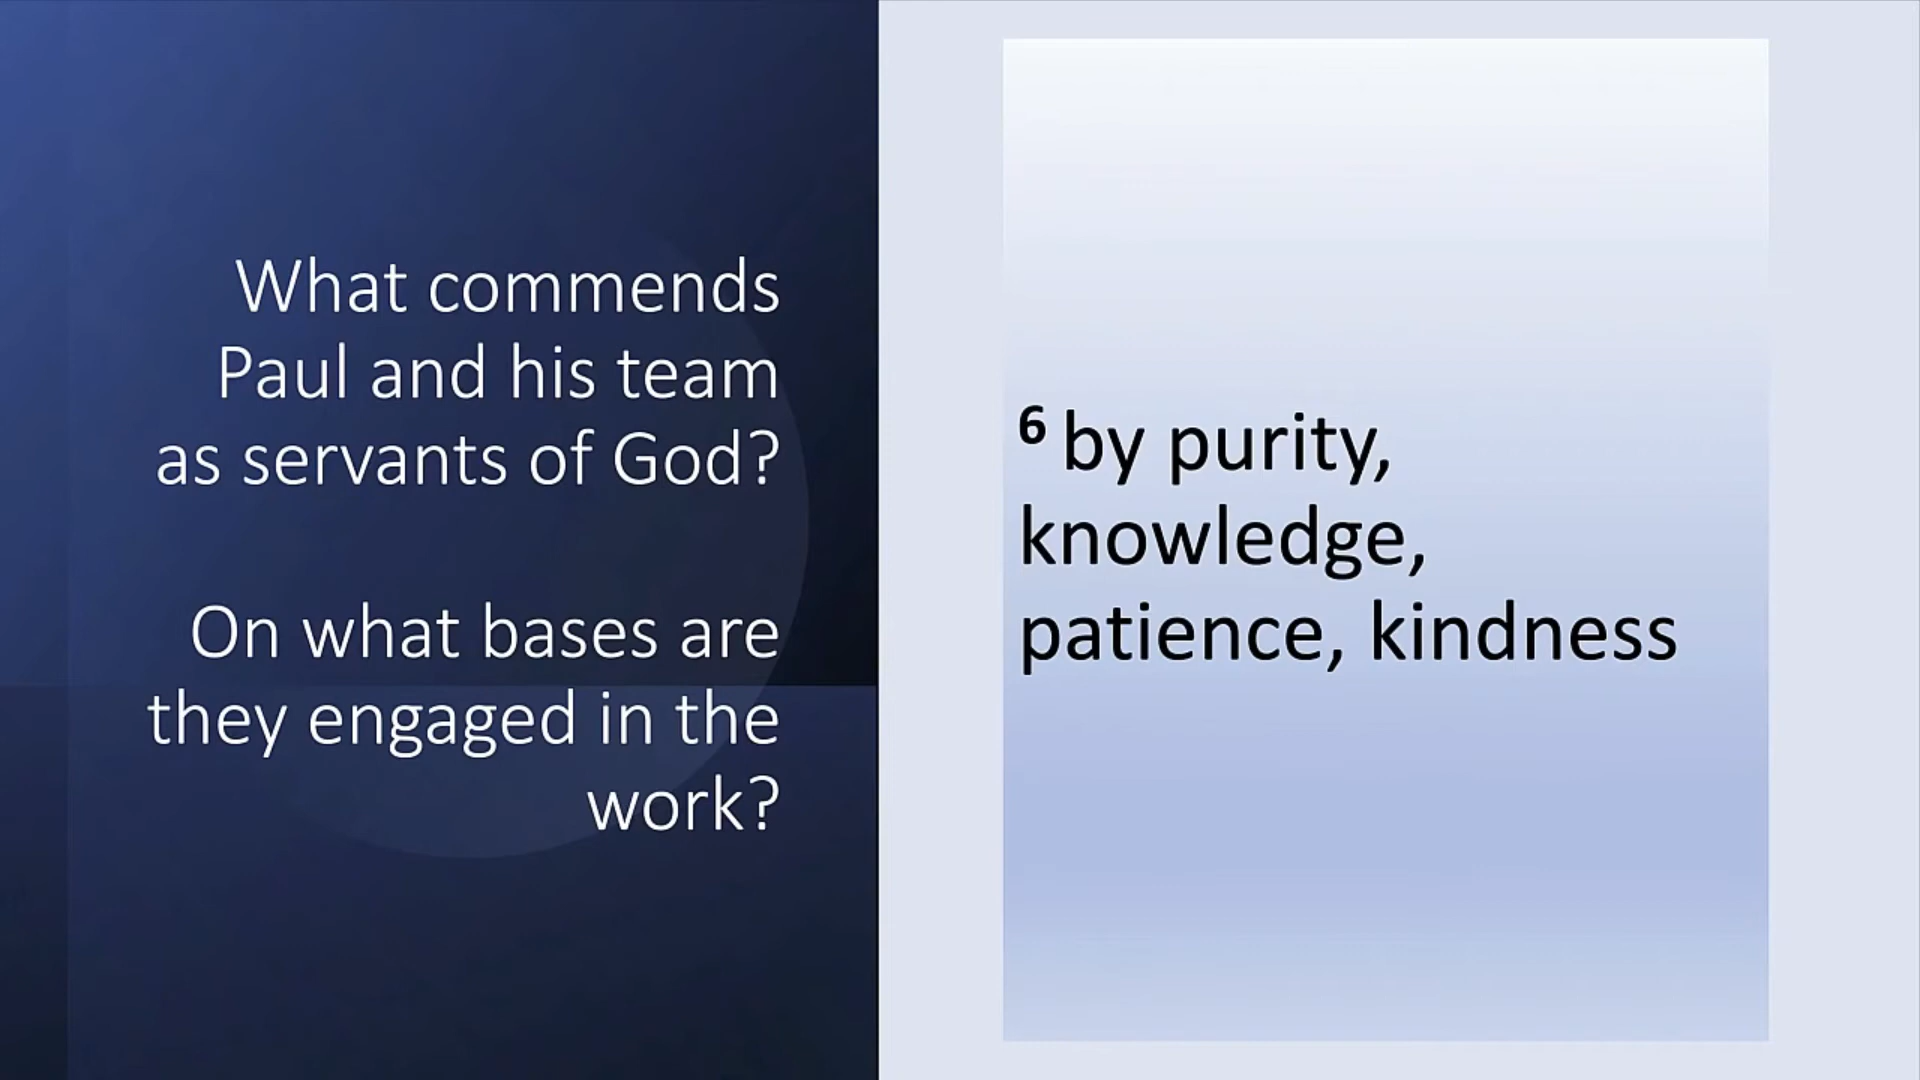 What commends
Paul and his team
as servants of God?
On what bases are
they engaged in the
work?
6 by purity,
knowledge,
patience, kindness